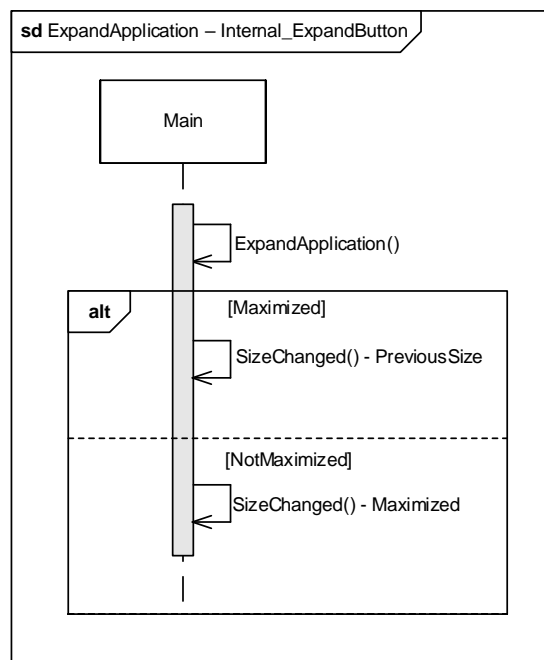 sd ExpandApplication – Internal_ExpandButton
Main
ExpandApplication()
alt
[Maximized]
SizeChanged() - PreviousSize
[NotMaximized]
SizeChanged() - Maximized